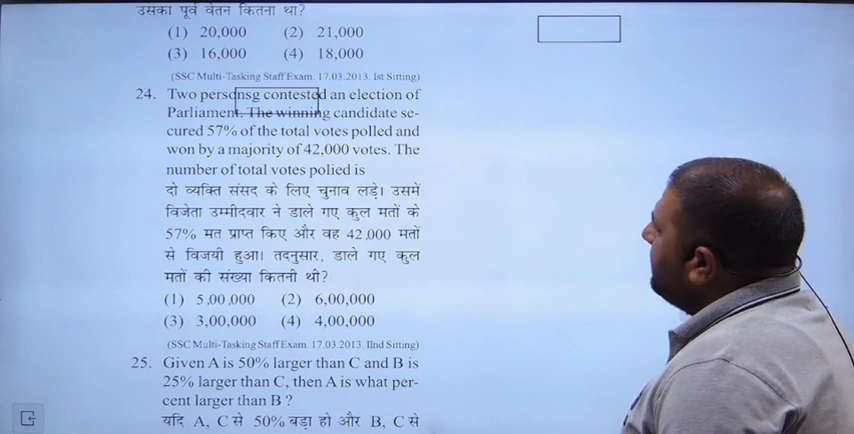 उसका पूर्व वेतन कितना था?
(1) 20,000 (2) 21,000
(3) 16,000 (4) 18,000
(SSC Multi-Tasking Staff Exam. 17.03.2013. Ist Sitting)
24. Two personsg contested an election of
Parliament. The winning candidate se-
cured 57% of the total votes polled and
won by a majority of 42,000 votes. The
number of total votes polied is
दो व्यक्ति संसद के लिए चुनाव लड़े। उसमें
विजेता उम्मीदवार ने डाले गए कुल मतों के
57% मत प्राप्त किए और वह 42,000 मतों
से विजयी हुआ। तदनुसार, डाले गए कुल
मतों की संख्या कितनी थी?
(1) 5,00,000 (2) 6,00,000
(3) 3,00,000 (4) 4,00,000
(SSC Multi-Tasking Staff Exam. 17.03.2013. IInd Sitting)
25. Given A is 50% larger than C and B is
25% larger than C, then A is what per-
cent larger than B ?
यदि A, C से 50% बड़ा हो और B, C से